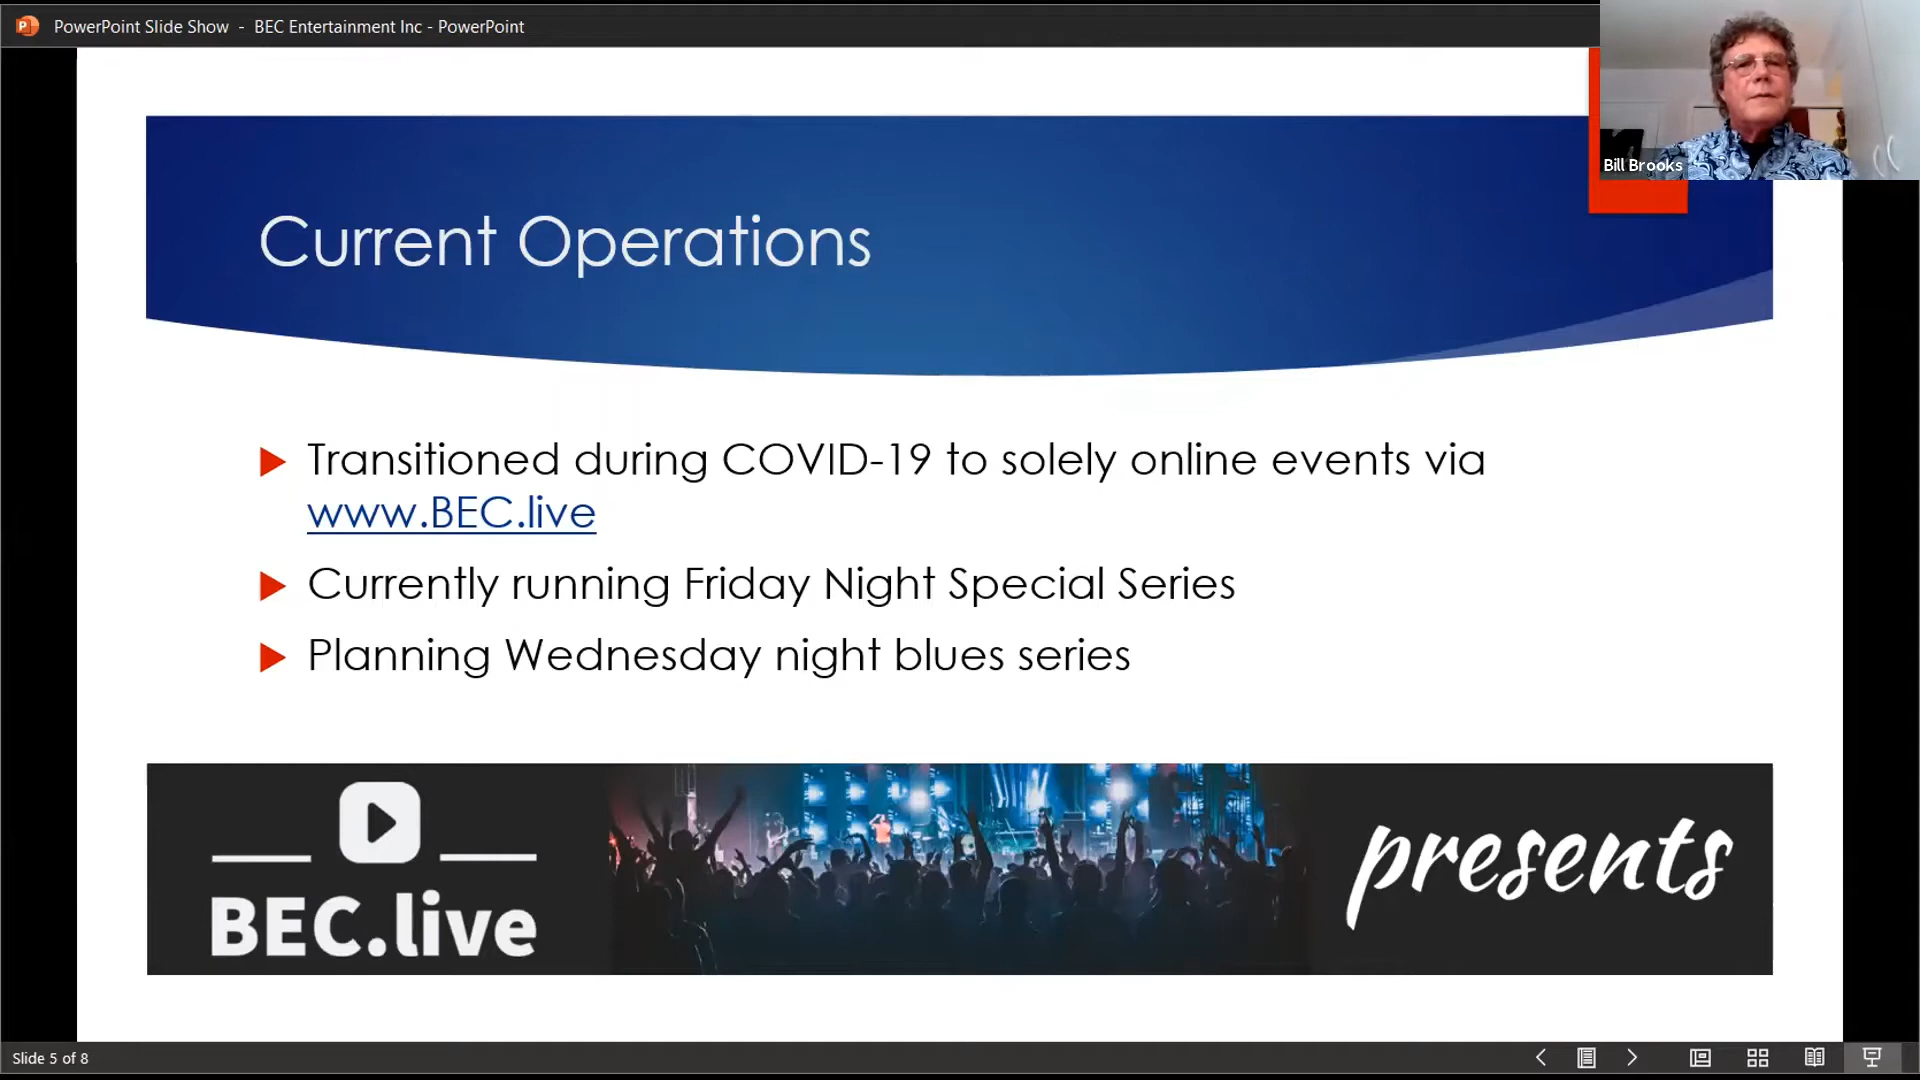 PowerPoint Slide Show - BEC Entertainment Inc - PowerPoint
Bill Brooks
Current Operations
Transitioned during COVID-19 to solely online events via
www.BEC.live
Currently running Friday Night Special Series
Planning Wednesday night blues series
BEC.live
presents
Slide 5 of 8